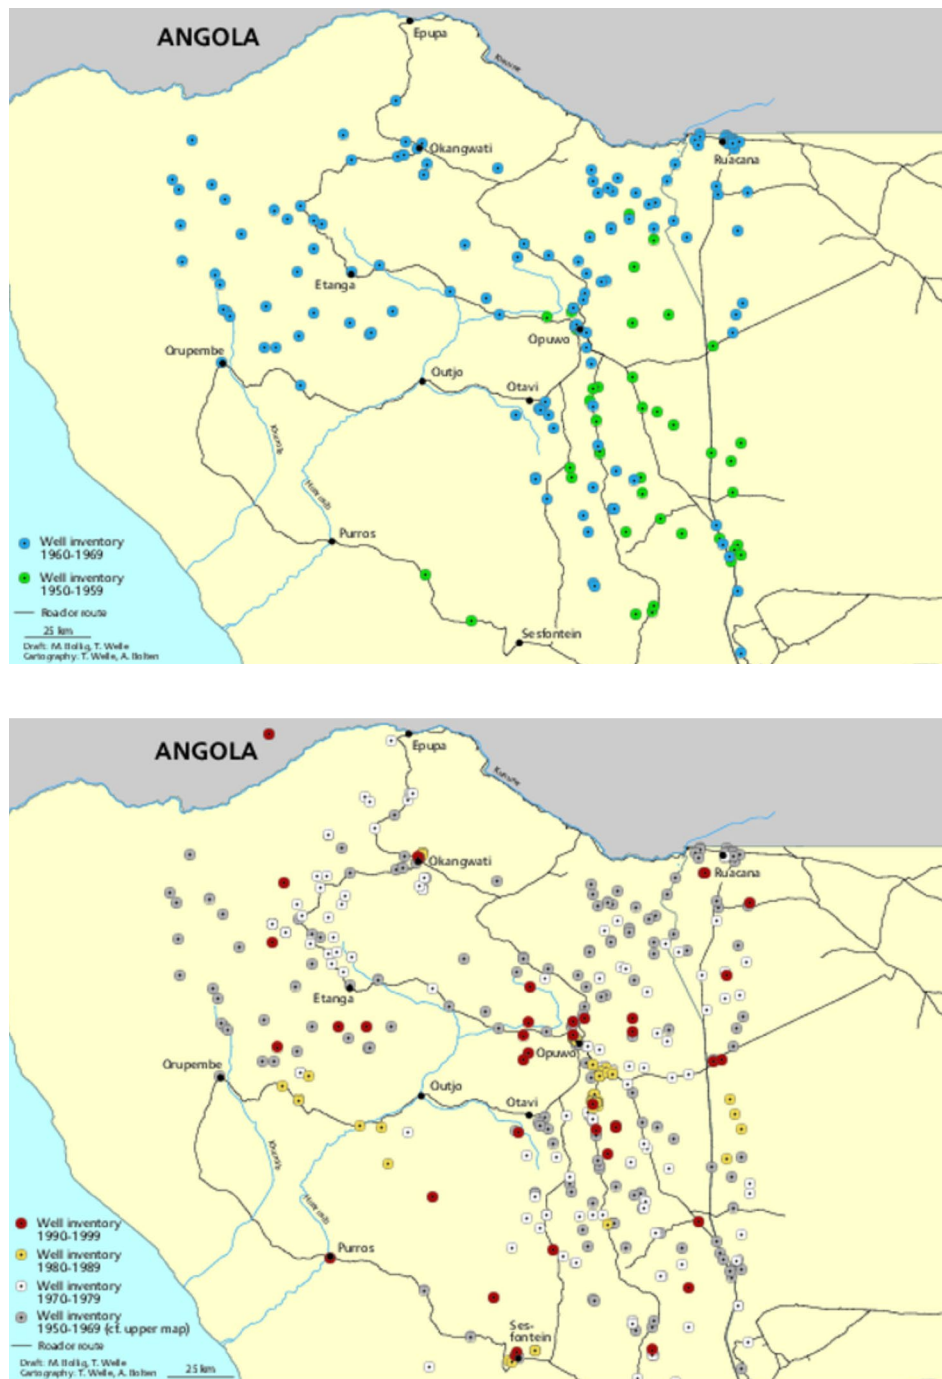 ANGOLA
Epupa
Kunene
Okangwati
Ruacana
Etanga
Opuwo
Orupembe
Outjo
Otavi
Khumib
Hoarusib
Purros
Well inventory
1960-1969
Well inventory
1950-1959
Road or route
25 km
Sesfontein
Draft: M. Bollig, T. Welle
Cartography: T. Welle, A. Bolten
ANGOLA
Epupa
Kunene
Okangwati
Ruacana
Etanga
Opuwo
Orupembe
Outjo
Otavi
Khumib
Hoarusib
Purros
Well inventory
1990-1999
Well inventory
1980-1989
Well inventory
1970-1979
Well inventory
1950-1969 (cf. upper map)
Road or route
Ses-
fontein
Draft: M. Bollig, T. Welle
Cartography: T. Welle, A. Bolten
25 km